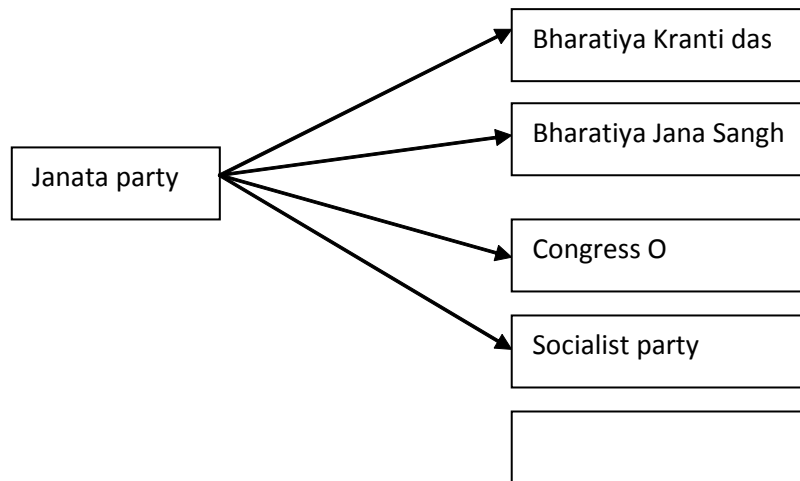 Janata party
Bharatiya Kranti das
Bharatiya Jana Sangh
Congress O
Socialist party